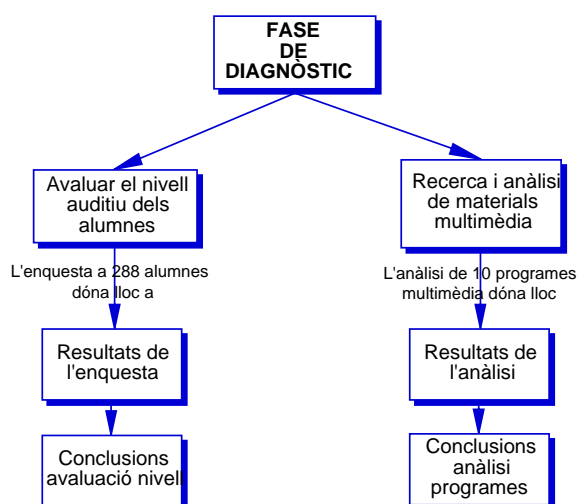 FASE
DE
DIAGNÒSTIC
Avaluar el nivell
auditiu dels
alumnes
Recerca i anàlisi
de materials
multimèdia
L'enquesta a 288 alumnes
dóna lloc a
L'anàlisi de 10 programes
multimèdia dóna lloc
Resultats de
l'enquesta
Resultats de
l'anàlisi
Conclusions
avaluació nivell
Conclusions
anàlisi
programes